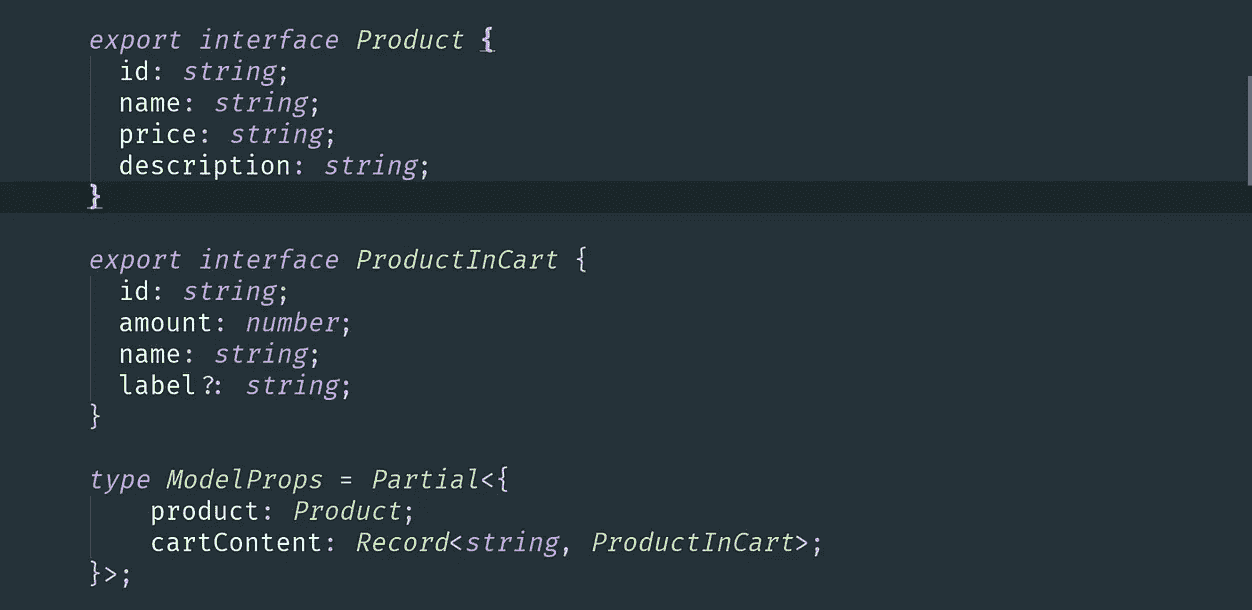 export interface Product {
  id: string;
  name: string;
  price: string;
  description: string;
}
export interface ProductInCart {
  id: string;
  amount: number;
  name: string;
  label?: string;
}
type ModelProps = Partial<{
    product: Product;
    cartContent: Record<string, ProductInCart>;
}>;